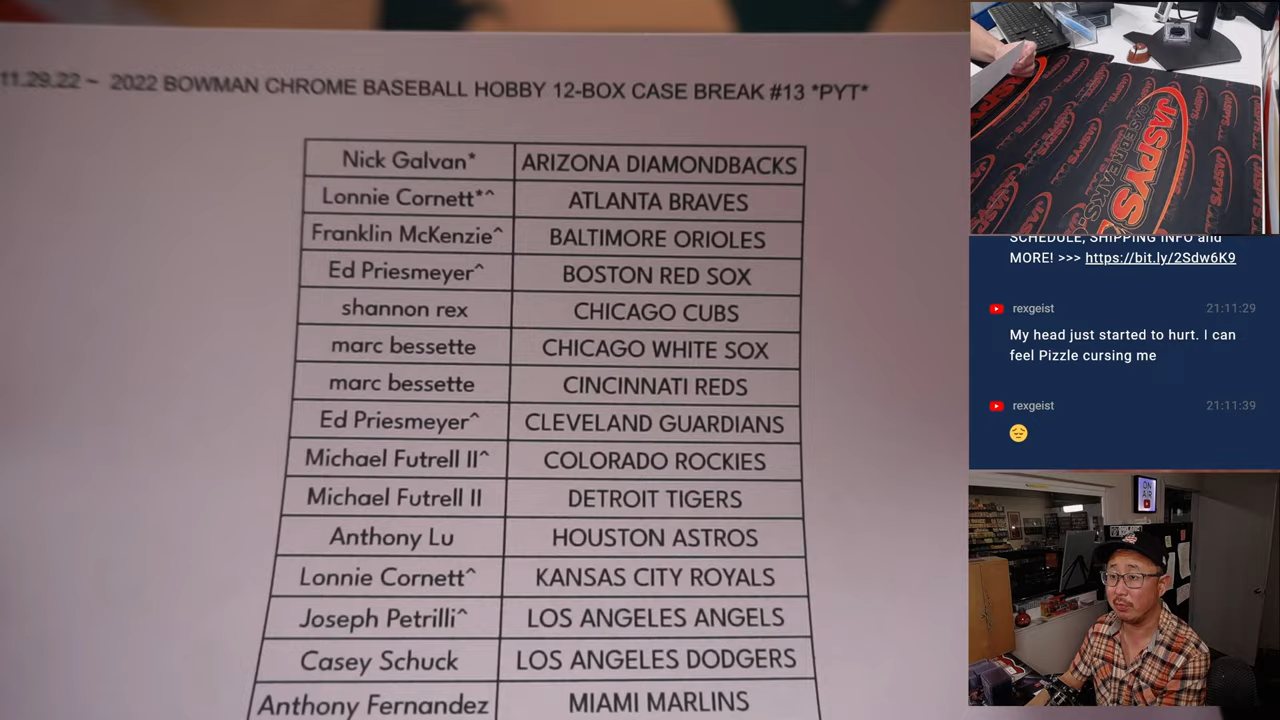 11.29.22 ~ 2022 BOWMAN CHROME BASEBALL HOBBY 12-BOX CASE BREAK #13 *PYT*
Nick Galvan* ARIZONA DIAMONDBACKS
Lonnie Cornett*^ ATLANTA BRAVES
Franklin McKenzie^ BALTIMORE ORIOLES
Ed Priesmeyer^ BOSTON RED SOX
shannon rex CHICAGO CUBS
marc bessette CHICAGO WHITE SOX
marc bessette CINCINNATI REDS
Ed Priesmeyer^ CLEVELAND GUARDIANS
Michael Futrell II^ COLORADO ROCKIES
Michael Futrell II DETROIT TIGERS
Anthony Lu HOUSTON ASTROS
Lonnie Cornett^ KANSAS CITY ROYALS
Joseph Petrilli^ LOS ANGELES ANGELS
Casey Schuck LOS ANGELES DODGERS
Anthony Fernandez MIAMI MARLINS
JASPYS
CASEBREAKS
SCHEDULE, SHIPPING INFO and
MORE! >>> https://bit.ly/2Sdw6K9
rexgeist 21:11:29
My head just started to hurt. I can
feel Pizzle cursing me
rexgeist 21:11:39
ON
AIR